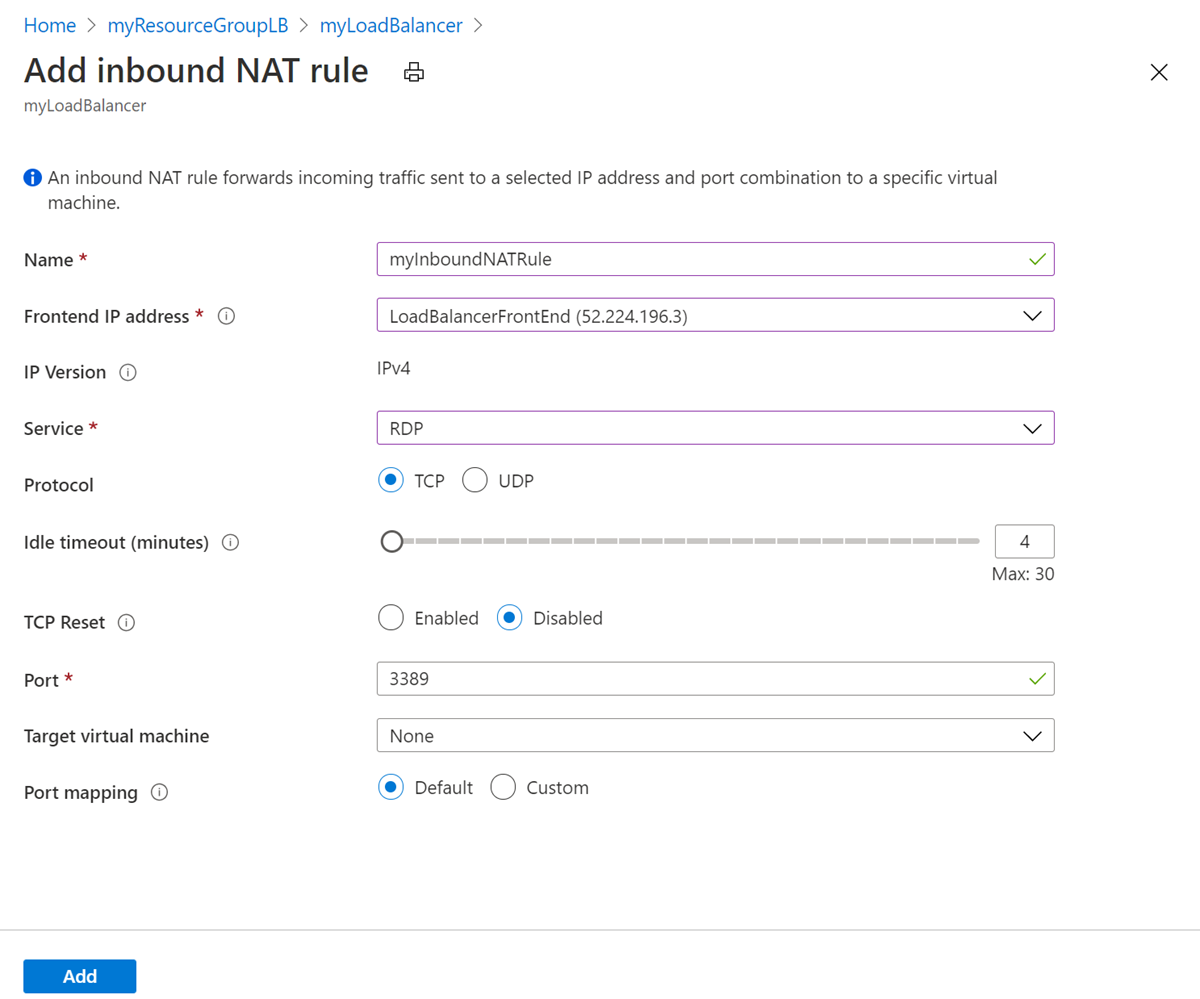 Home > myResourceGroupLB > myLoadBalancer >
Add inbound NAT rule
myLoadBalancer
An inbound NAT rule forwards incoming traffic sent to a selected IP address and port combination to a specific virtual
machine.
Name * myInboundNATRule
Frontend IP address * LoadBalancerFrontEnd (52.224.196.3)
IP Version IPv4
Service * RDP
Protocol TCP UDP
Idle timeout (minutes) 4
Max: 30
TCP Reset Enabled Disabled
Port * 3389
Target virtual machine None
Port mapping Default Custom
Add